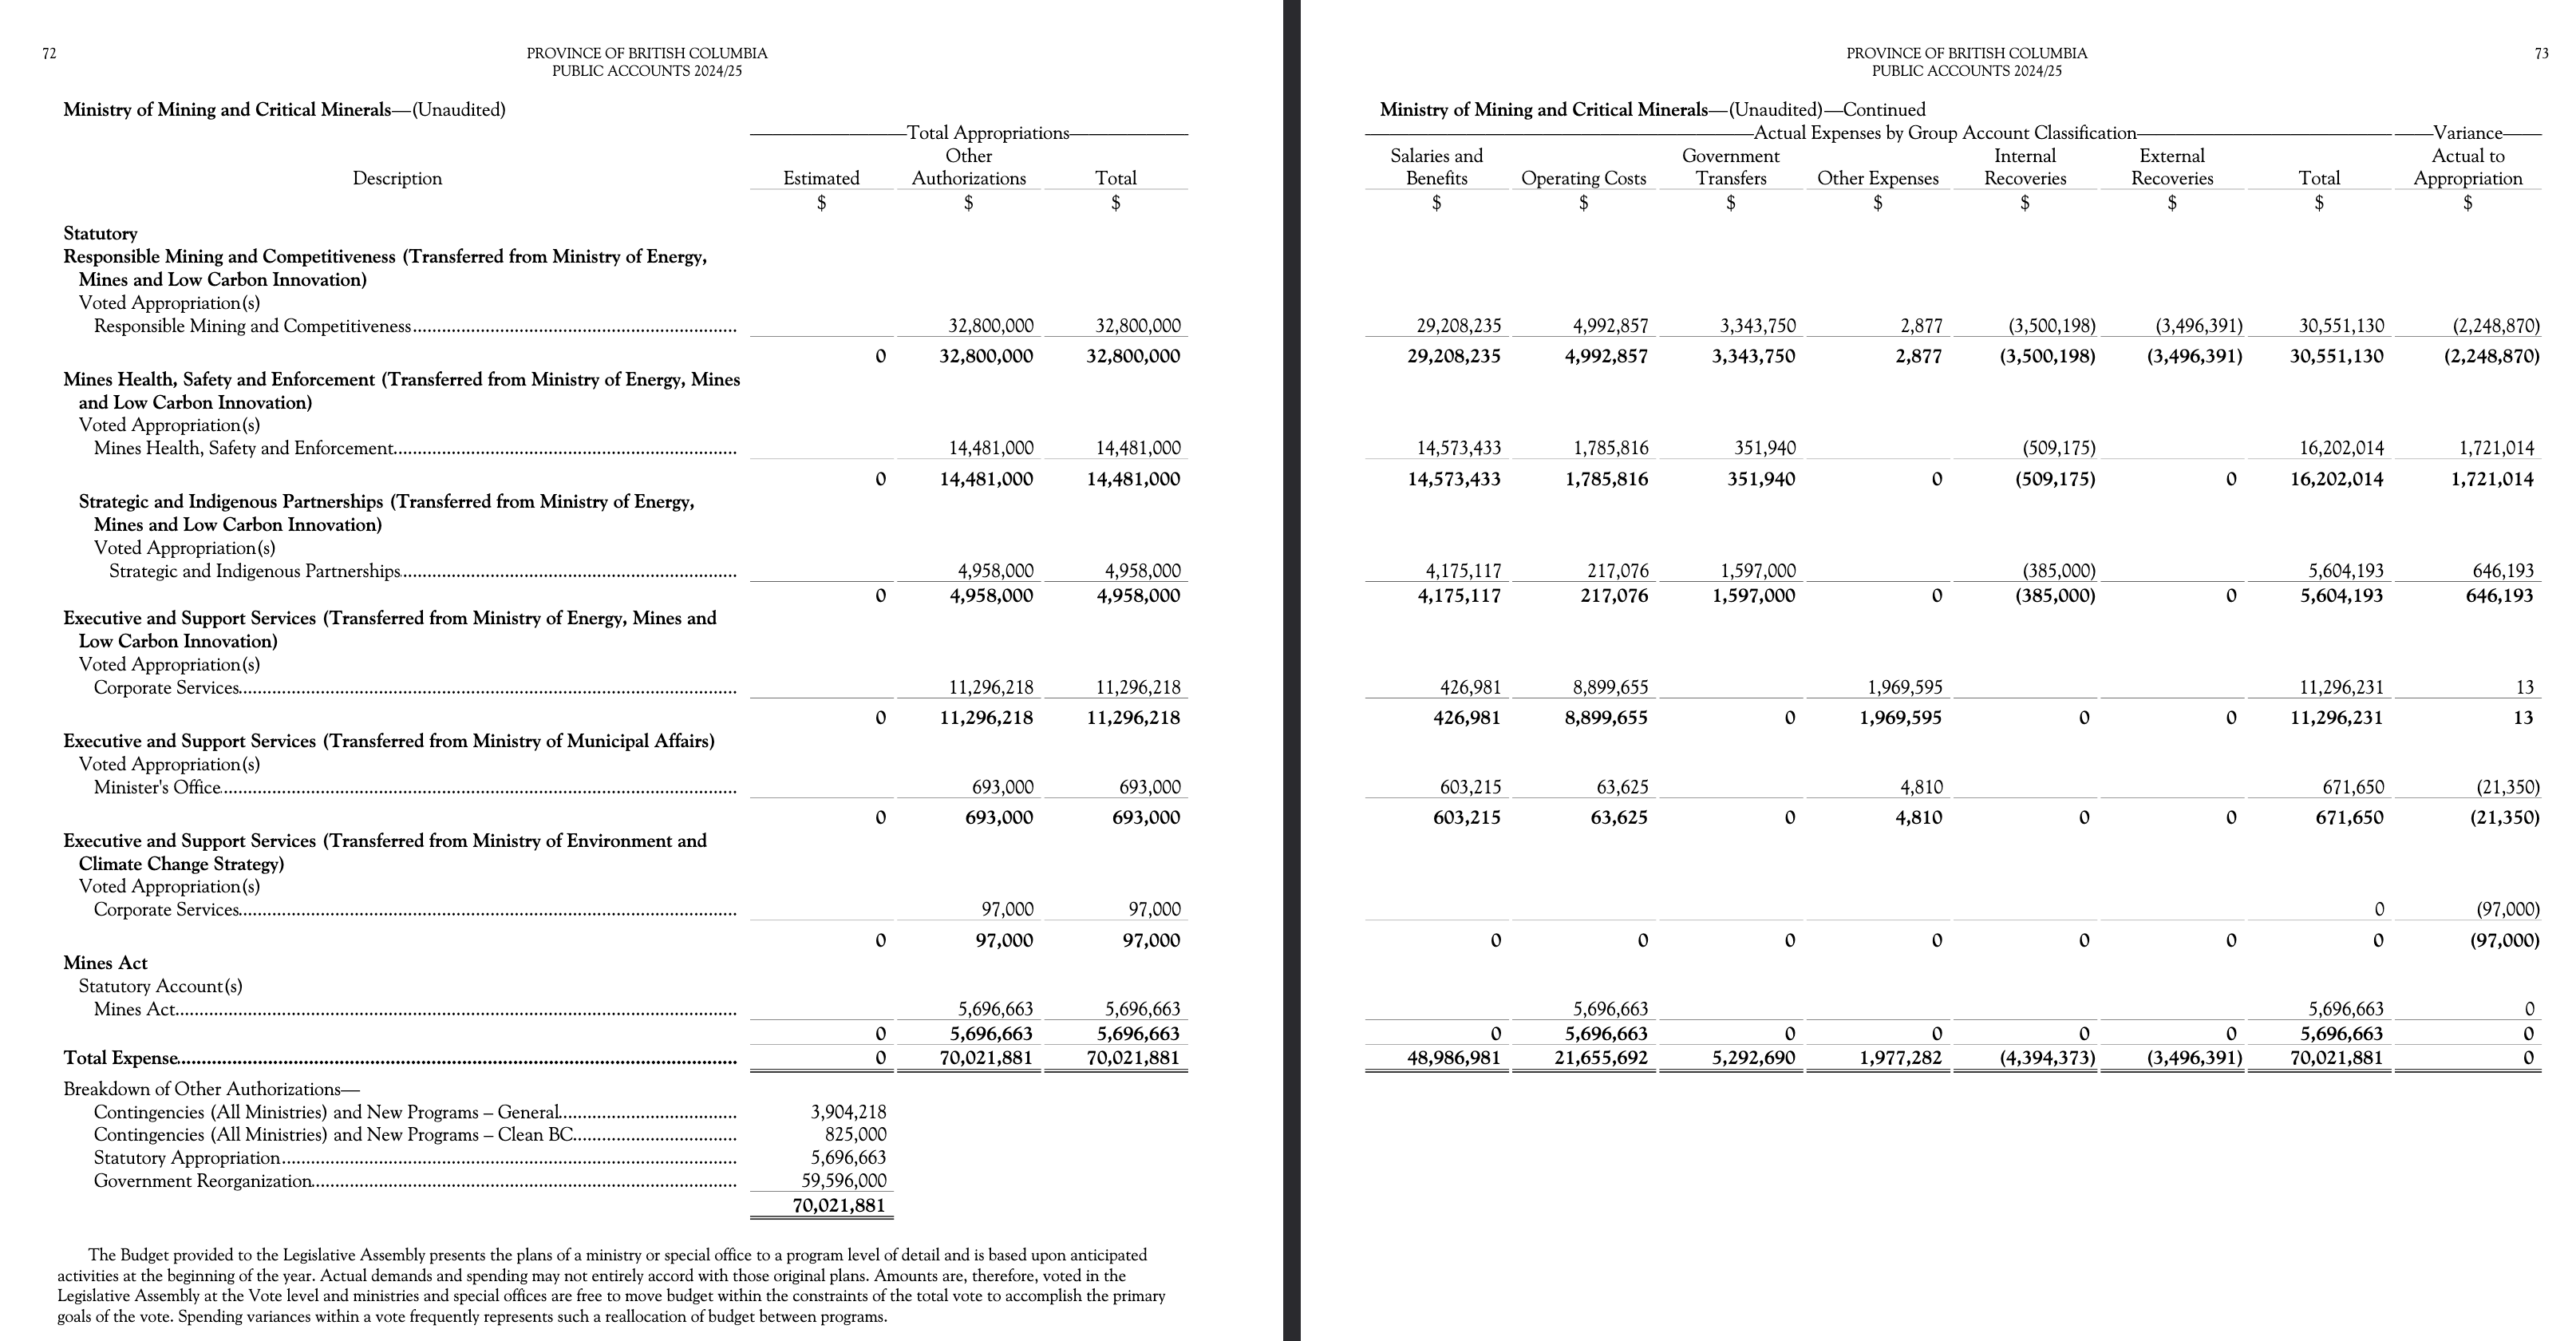 72
PROVINCE OF BRITISH COLUMBIA
PUBLIC ACCOUNTS 2024/25
Ministry of Mining and Critical Minerals—(Unaudited)
Total Appropriations
Other
Description Estimated Authorizations Total
$ $ $
Statutory
Responsible Mining and Competitiveness (Transferred from Ministry of Energy,
Mines and Low Carbon Innovation)
Voted Appropriation(s)
Responsible Mining and Competitiveness 32,800,000 32,800,000
0 32,800,000 32,800,000
Mines Health, Safety and Enforcement (Transferred from Ministry of Energy, Mines
and Low Carbon Innovation)
Voted Appropriation(s)
Mines Health, Safety and Enforcement 14,481,000 14,481,000
0 14,481,000 14,481,000
Strategic and Indigenous Partnerships (Transferred from Ministry of Energy,
Mines and Low Carbon Innovation)
Voted Appropriation(s)
Strategic and Indigenous Partnerships 4,958,000 4,958,000
0 4,958,000 4,958,000
Executive and Support Services (Transferred from Ministry of Energy, Mines and
Low Carbon Innovation)
Voted Appropriation(s)
Corporate Services 11,296,218 11,296,218
0 11,296,218 11,296,218
Executive and Support Services (Transferred from Ministry of Municipal Affairs)
Voted Appropriation(s)
Minister's Office 693,000 693,000
0 693,000 693,000
Executive and Support Services (Transferred from Ministry of Environment and
Climate Change Strategy)
Voted Appropriation(s)
Corporate Services 97,000 97,000
0 97,000 97,000
Mines Act
Statutory Account(s)
Mines Act 5,696,663 5,696,663
0 5,696,663 5,696,663
Total Expense 0 70,021,881 70,021,881
Breakdown of Other Authorizations—
Contingencies (All Ministries) and New Programs – General 3,904,218
Contingencies (All Ministries) and New Programs – Clean BC 825,000
Statutory Appropriation 5,696,663
Government Reorganization 59,596,000
70,021,881
The Budget provided to the Legislative Assembly presents the plans of a ministry or special office to a program level of detail and is based upon anticipated
activities at the beginning of the year. Actual demands and spending may not entirely accord with those original plans. Amounts are, therefore, voted in the
Legislative Assembly at the Vote level and ministries and special offices are free to move budget within the constraints of the total vote to accomplish the primary
goals of the vote. Spending variances within a vote frequently represents such a reallocation of budget between programs.
PROVINCE OF BRITISH COLUMBIA
PUBLIC ACCOUNTS 2024/25
73
Ministry of Mining and Critical Minerals—(Unaudited)—Continued
Actual Expenses by Group Account Classification Variance
Salaries and Government Internal External Actual to
Benefits Operating Costs Transfers Other Expenses Recoveries Recoveries Total Appropriation
$ $ $ $ $ $ $ $
29,208,235 4,992,857 3,343,750 2,877 (3,500,198) (3,496,391) 30,551,130 (2,248,870)
29,208,235 4,992,857 3,343,750 2,877 (3,500,198) (3,496,391) 30,551,130 (2,248,870)
14,573,433 1,785,816 351,940 (509,175) 16,202,014 1,721,014
14,573,433 1,785,816 351,940 0 (509,175) 0 16,202,014 1,721,014
4,175,117 217,076 1,597,000 (385,000) 5,604,193 646,193
4,175,117 217,076 1,597,000 0 (385,000) 0 5,604,193 646,193
426,981 8,899,655 1,969,595 11,296,231 13
426,981 8,899,655 0 1,969,595 0 0 11,296,231 13
603,215 63,625 4,810 671,650 (21,350)
603,215 63,625 0 4,810 0 0 671,650 (21,350)
0 (97,000)
0 0 0 0 0 0 0 (97,000)
5,696,663 5,696,663 0
0 5,696,663 0 0 0 0 5,696,663 0
48,986,981 21,655,692 5,292,690 1,977,282 (4,394,373) (3,496,391) 70,021,881 0